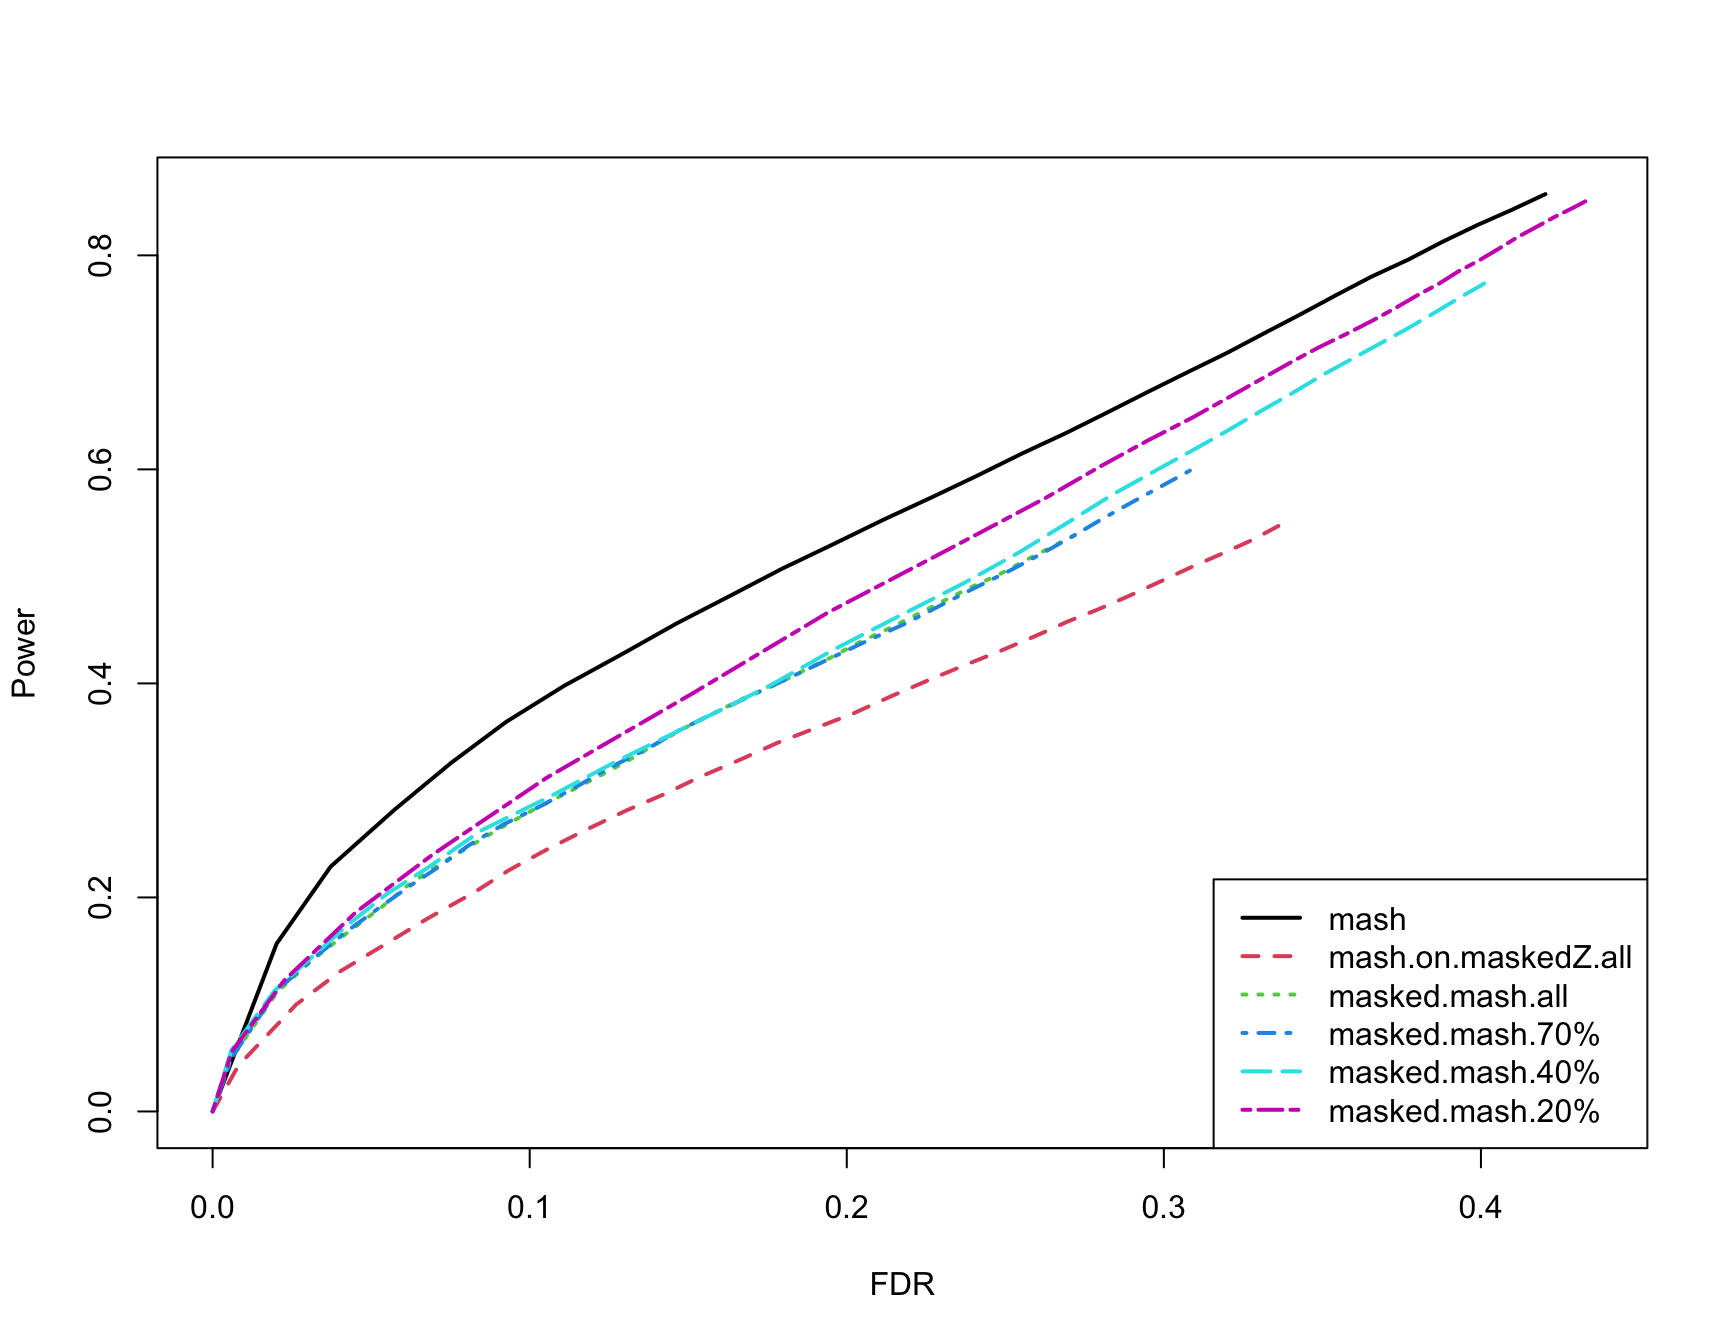 Power
0.8
0.6
0.4
0.2
0.0
mash
mash.on.maskedZ.all
masked.mash.all
masked.mash.70%
masked.mash.40%
masked.mash.20%
0.0 0.1 0.2 0.3 0.4
FDR